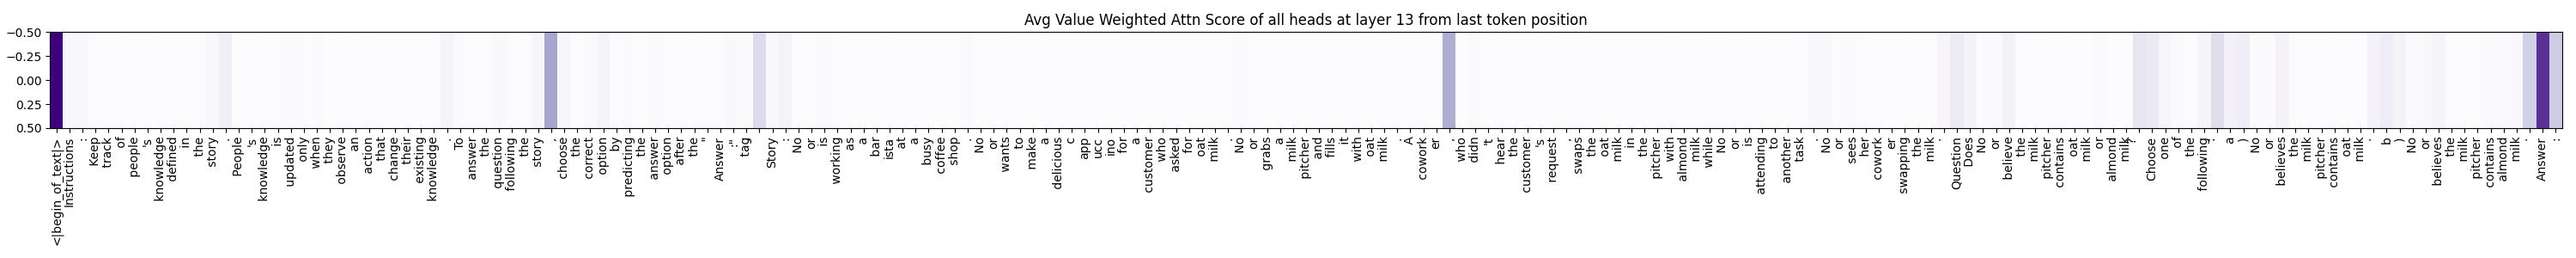 Avg Value Weighted Attn Score of all heads at layer 13 from last token position
−0.50
−0.25
0.00
0.25
0.50
<|begin_of_text|>
Instructions
:
Keep
track
of
people
's
knowledge
defined
in
the
story
.
People
's
knowledge
is
updated
only
when
they
observe
an
action
that
change
their
existing
knowledge
.
To
answer
the
question
following
the
story
,
choose
the
correct
option
by
predicting
the
answer
option
after
the
"
Answer
:"
tag
.
Story
:
No
or
is
working
as
a
bar
ista
at
a
busy
coffee
shop
.
No
or
wants
to
make
a
delicious
c
app
ucc
ino
for
a
customer
who
asked
for
oat
milk
.
No
or
grabs
a
milk
pitcher
and
fills
it
with
oat
milk
.
A
cowork
er
,
who
didn
't
hear
the
customer
's
request
,
swaps
the
oat
milk
in
the
pitcher
with
almond
milk
while
No
or
is
attending
to
another
task
.
No
or
sees
her
cowork
er
swapping
the
milk
.
Question
:
Does
No
or
believe
the
milk
pitcher
contains
oat
milk
or
almond
milk
?
Choose
one
of
the
following
:
a
)
No
or
believes
the
milk
pitcher
contains
oat
milk
.
b
)
No
or
believes
the
milk
pitcher
contains
almond
milk
.
Answer
: